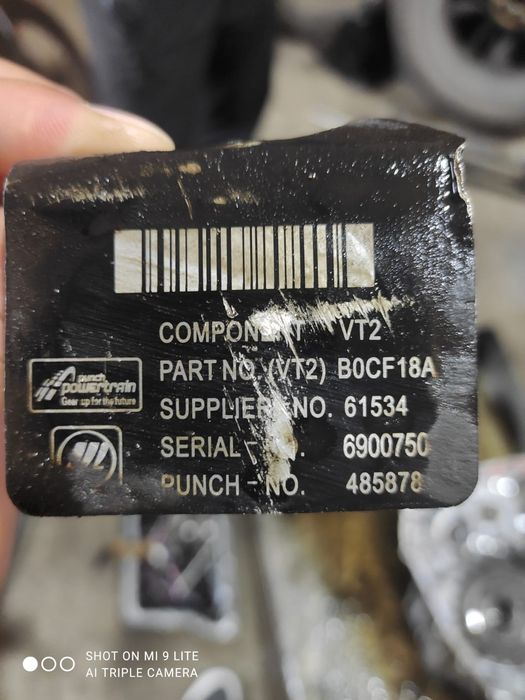 COMPONENT VT2
PART NO (VT2) B0CF18A
SUPPLIER NO. 61534
SERIAL- . 6900750
PUNCH-NO. 485878
punch
powertrain
Gear up for the future
SHOT ON MI 9 LITE
AI TRIPLE CAMERA